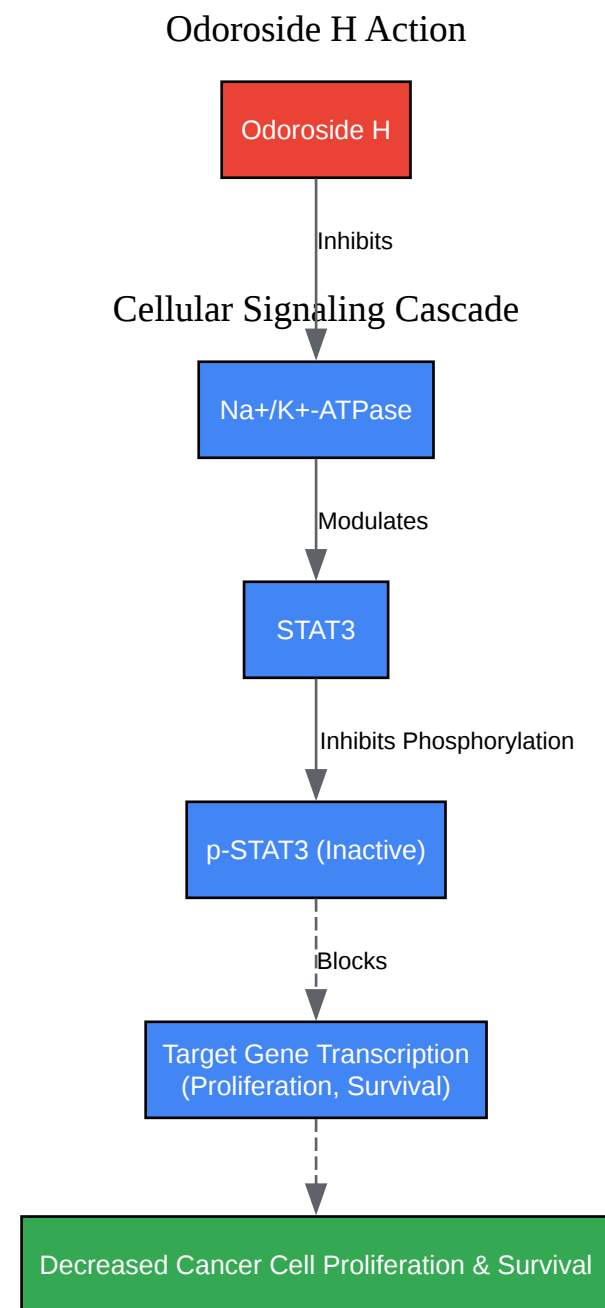 Odoroside H Action
Odoroside H
Inhibits
Cellular Signaling Cascade
Na+/K+-ATPase
Modulates
STAT3
Inhibits Phosphorylation
p-STAT3 (Inactive)
Blocks
Target Gene Transcription
(Proliferation, Survival)
Decreased Cancer Cell Proliferation & Survival